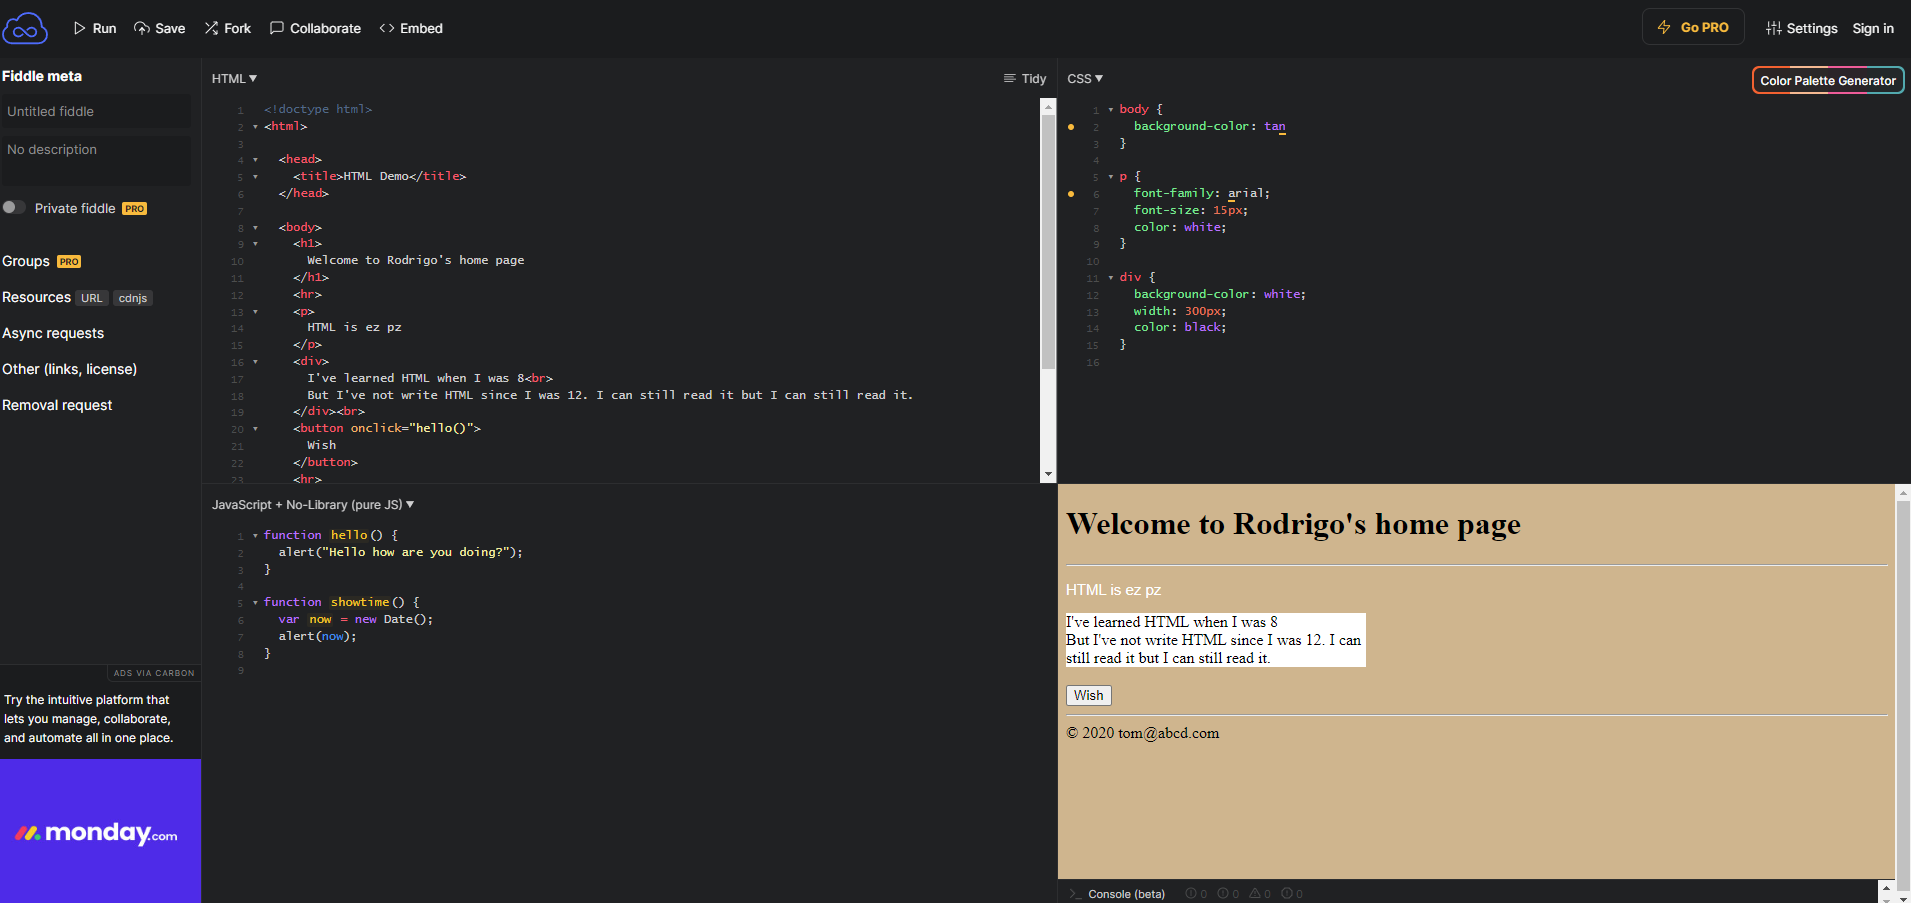 Run Save Fork Collaborate Embed Go PRO Settings Sign in
Fiddle meta
Untitled fiddle
No description
Private fiddle PRO
Groups PRO
Resources URL cdnjs
Async requests
Other (links, license)
Removal request
ADS VIA CARBON
Try the intuitive platform that
lets you manage, collaborate,
and automate all in one place.
monday.com
HTML Tidy
1 <!doctype html>
2 <html>
3
4 <head>
5 <title>HTML Demo</title>
6 </head>
7
8 <body>
9 <h1>
10 Welcome to Rodrigo's home page
11 </h1>
12 <hr>
13 <p>
14 HTML is ez pz
15 </p>
16 <div>
17 I've learned HTML when I was 8<br>
18 But I've not write HTML since I was 12. I can still read it but I can still read it.
19 </div><br>
20 <button onclick="hello()">
21 Wish
22 </button>
23 <hr>
CSS Color Palette Generator
1 body {
2 background-color: tan
3 }
4
5 p {
6 font-family: arial;
7 font-size: 15px;
8 color: white;
9 }
10
11 div {
12 background-color: white;
13 width: 300px;
14 color: black;
15 }
16
JavaScript + No-Library (pure JS)
1 function hello() {
2 alert("Hello how are you doing?");
3 }
4
5 function showtime() {
6 var now = new Date();
7 alert(now);
8 }
9
Welcome to Rodrigo's home page
HTML is ez pz
I've learned HTML when I was 8
But I've not write HTML since I was 12. I can
still read it but I can still read it.
Wish
© 2020 tom@abcd.com
>_ Console (beta) 0 0 0 0